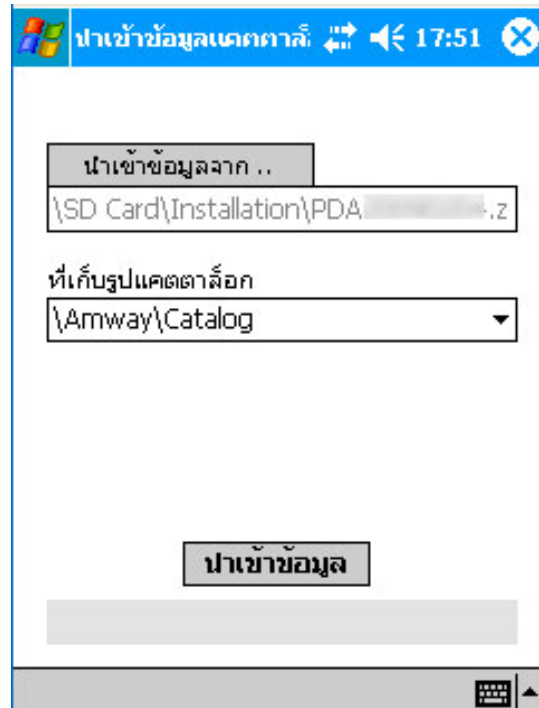 นำเข้าข้อมูลแคตตาล็ 17:51
นำเข้าข้อมูลจาก ..
\SD Card\Installation\PDA .z
ที่เก็บรูปแคตตาล็อก
\Amway\Catalog
นำเข้าข้อมูล